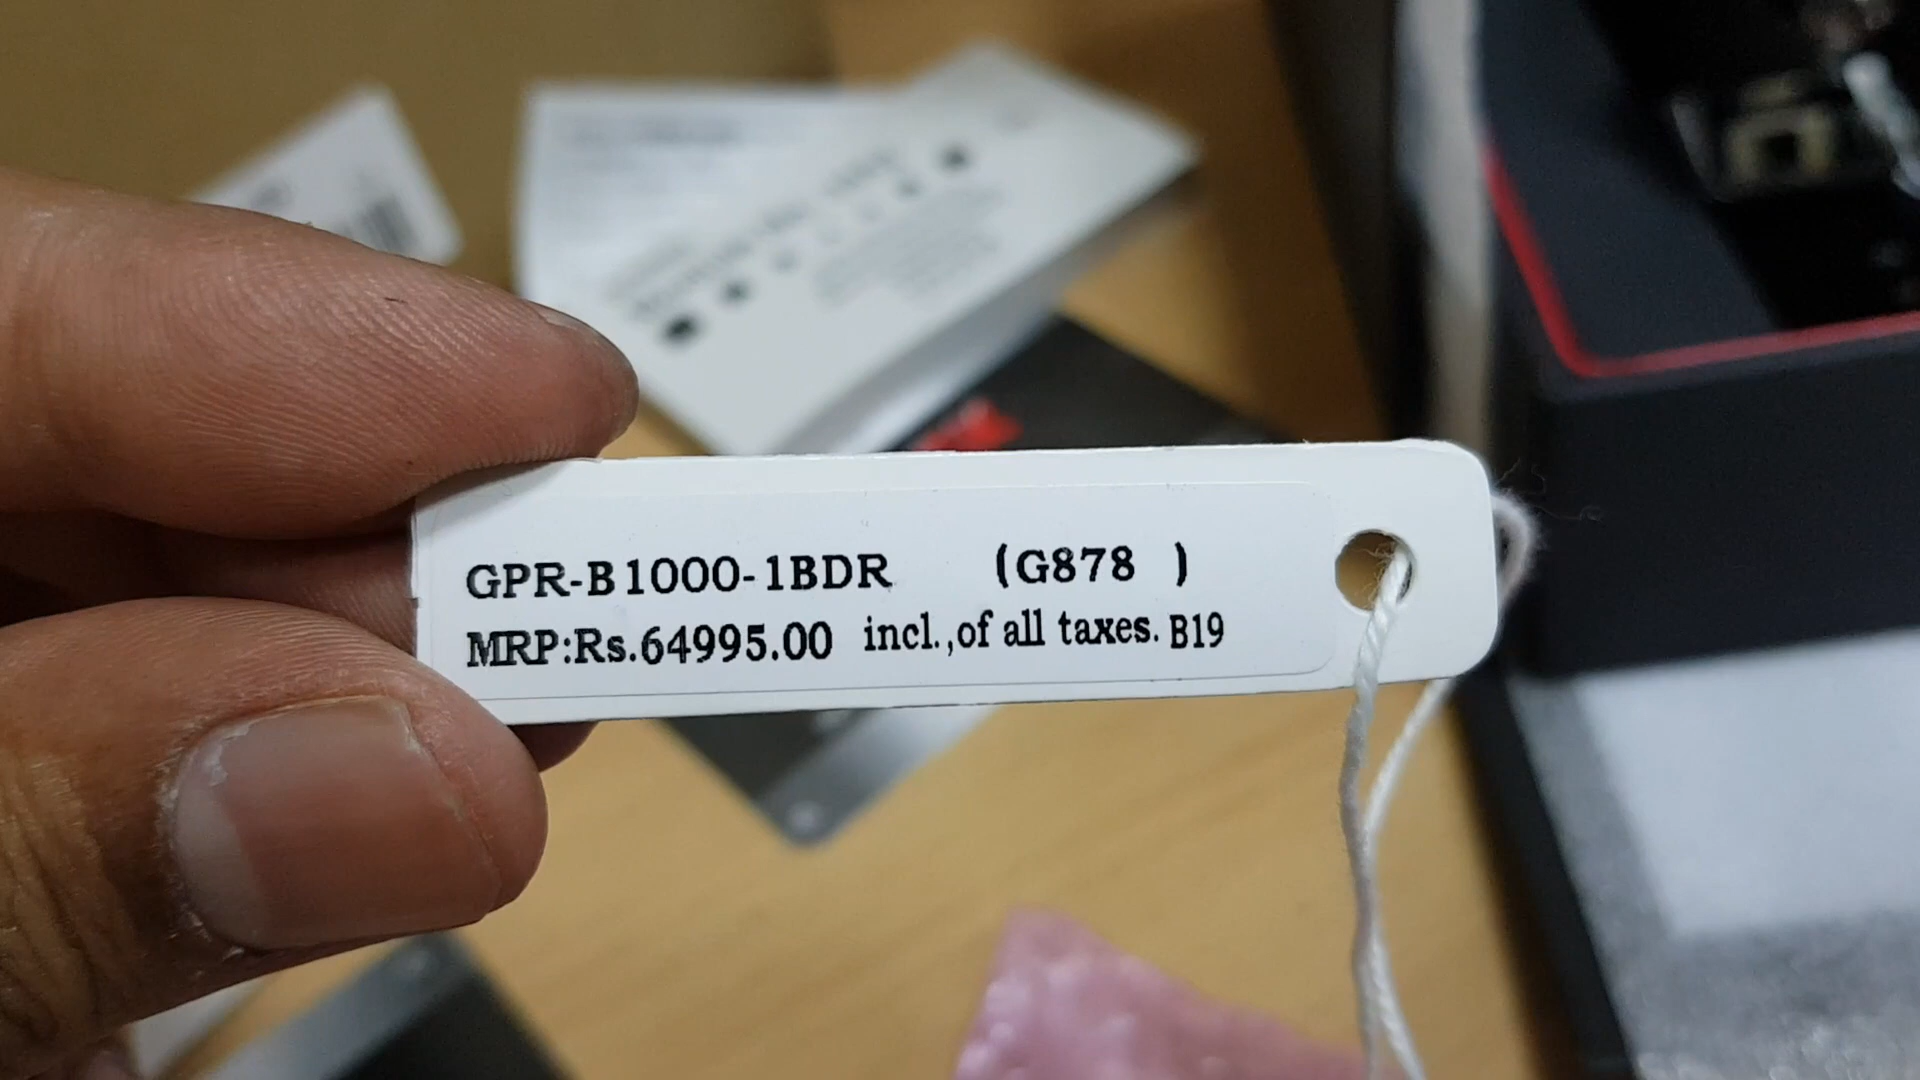 GPR-B1000-1BDR (G878 )
MRP:Rs.64995.00 incl.,of all taxes. B19